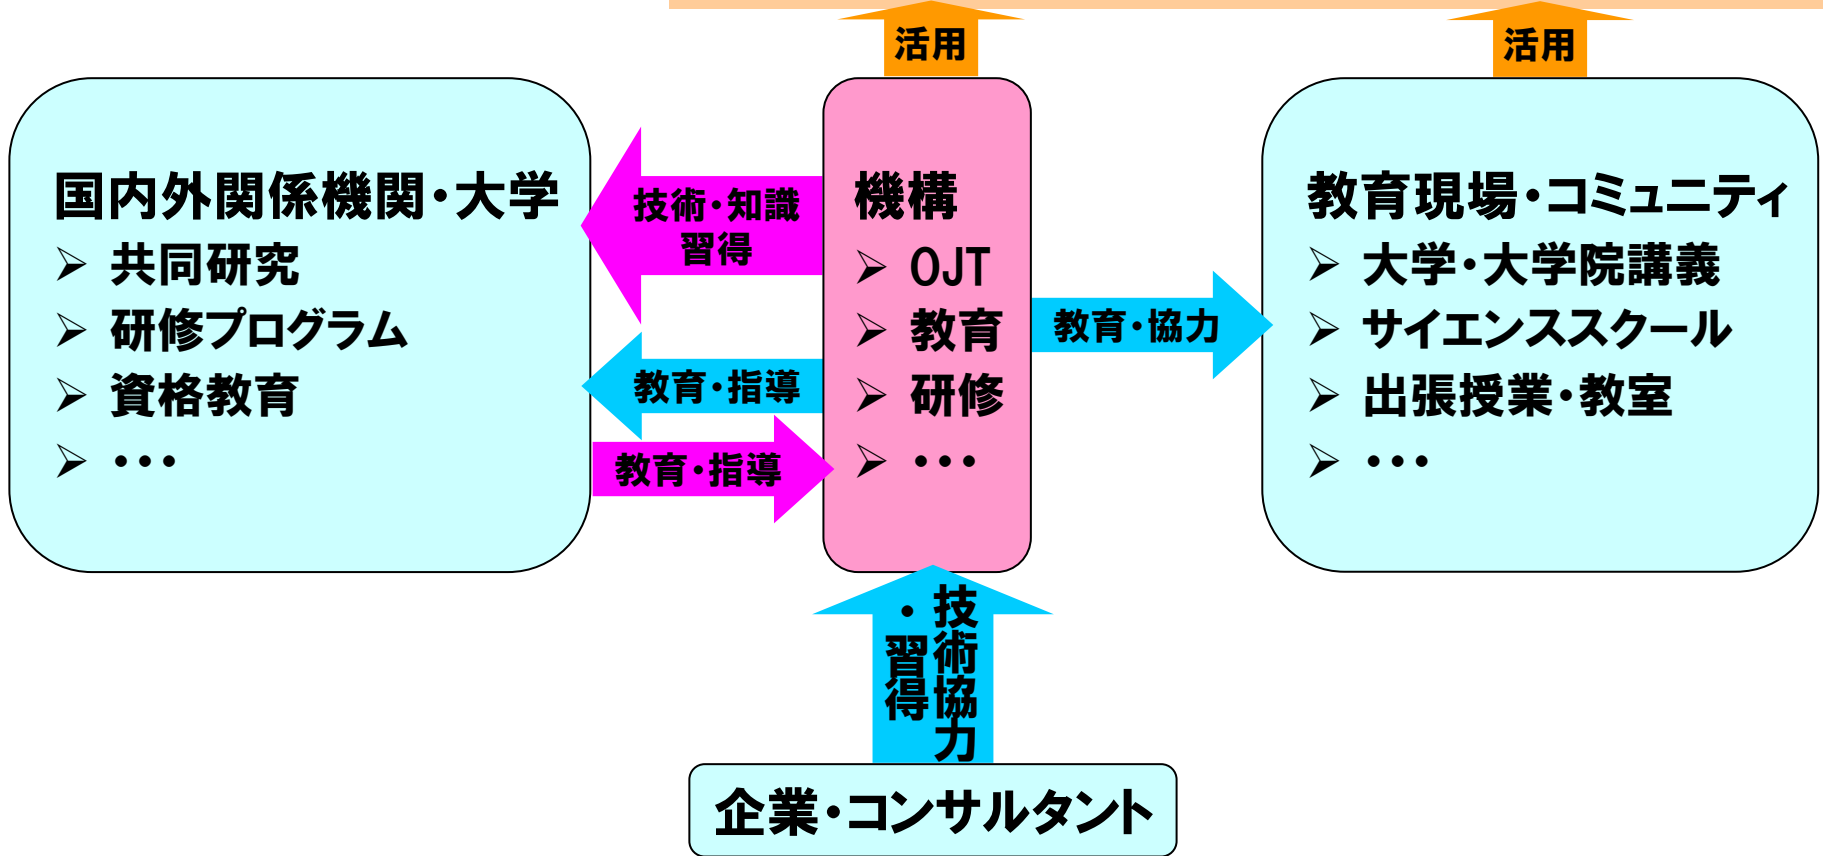 活用
活用
国内外関係機関・大学
➢ 共同研究
➢ 研修プログラム
➢ 資格教育
➢ ・・・
技術・知識
習得
教育・指導
教育・指導
機構
➢ OJT
➢ 教育
➢ 研修
➢ ・・・
教育・協力
教育現場・コミュニティ
➢ 大学・大学院講義
➢ サイエンススクール
➢ 出張授業・教室
➢ ・・・
技術協力
・習得
企業・コンサルタント